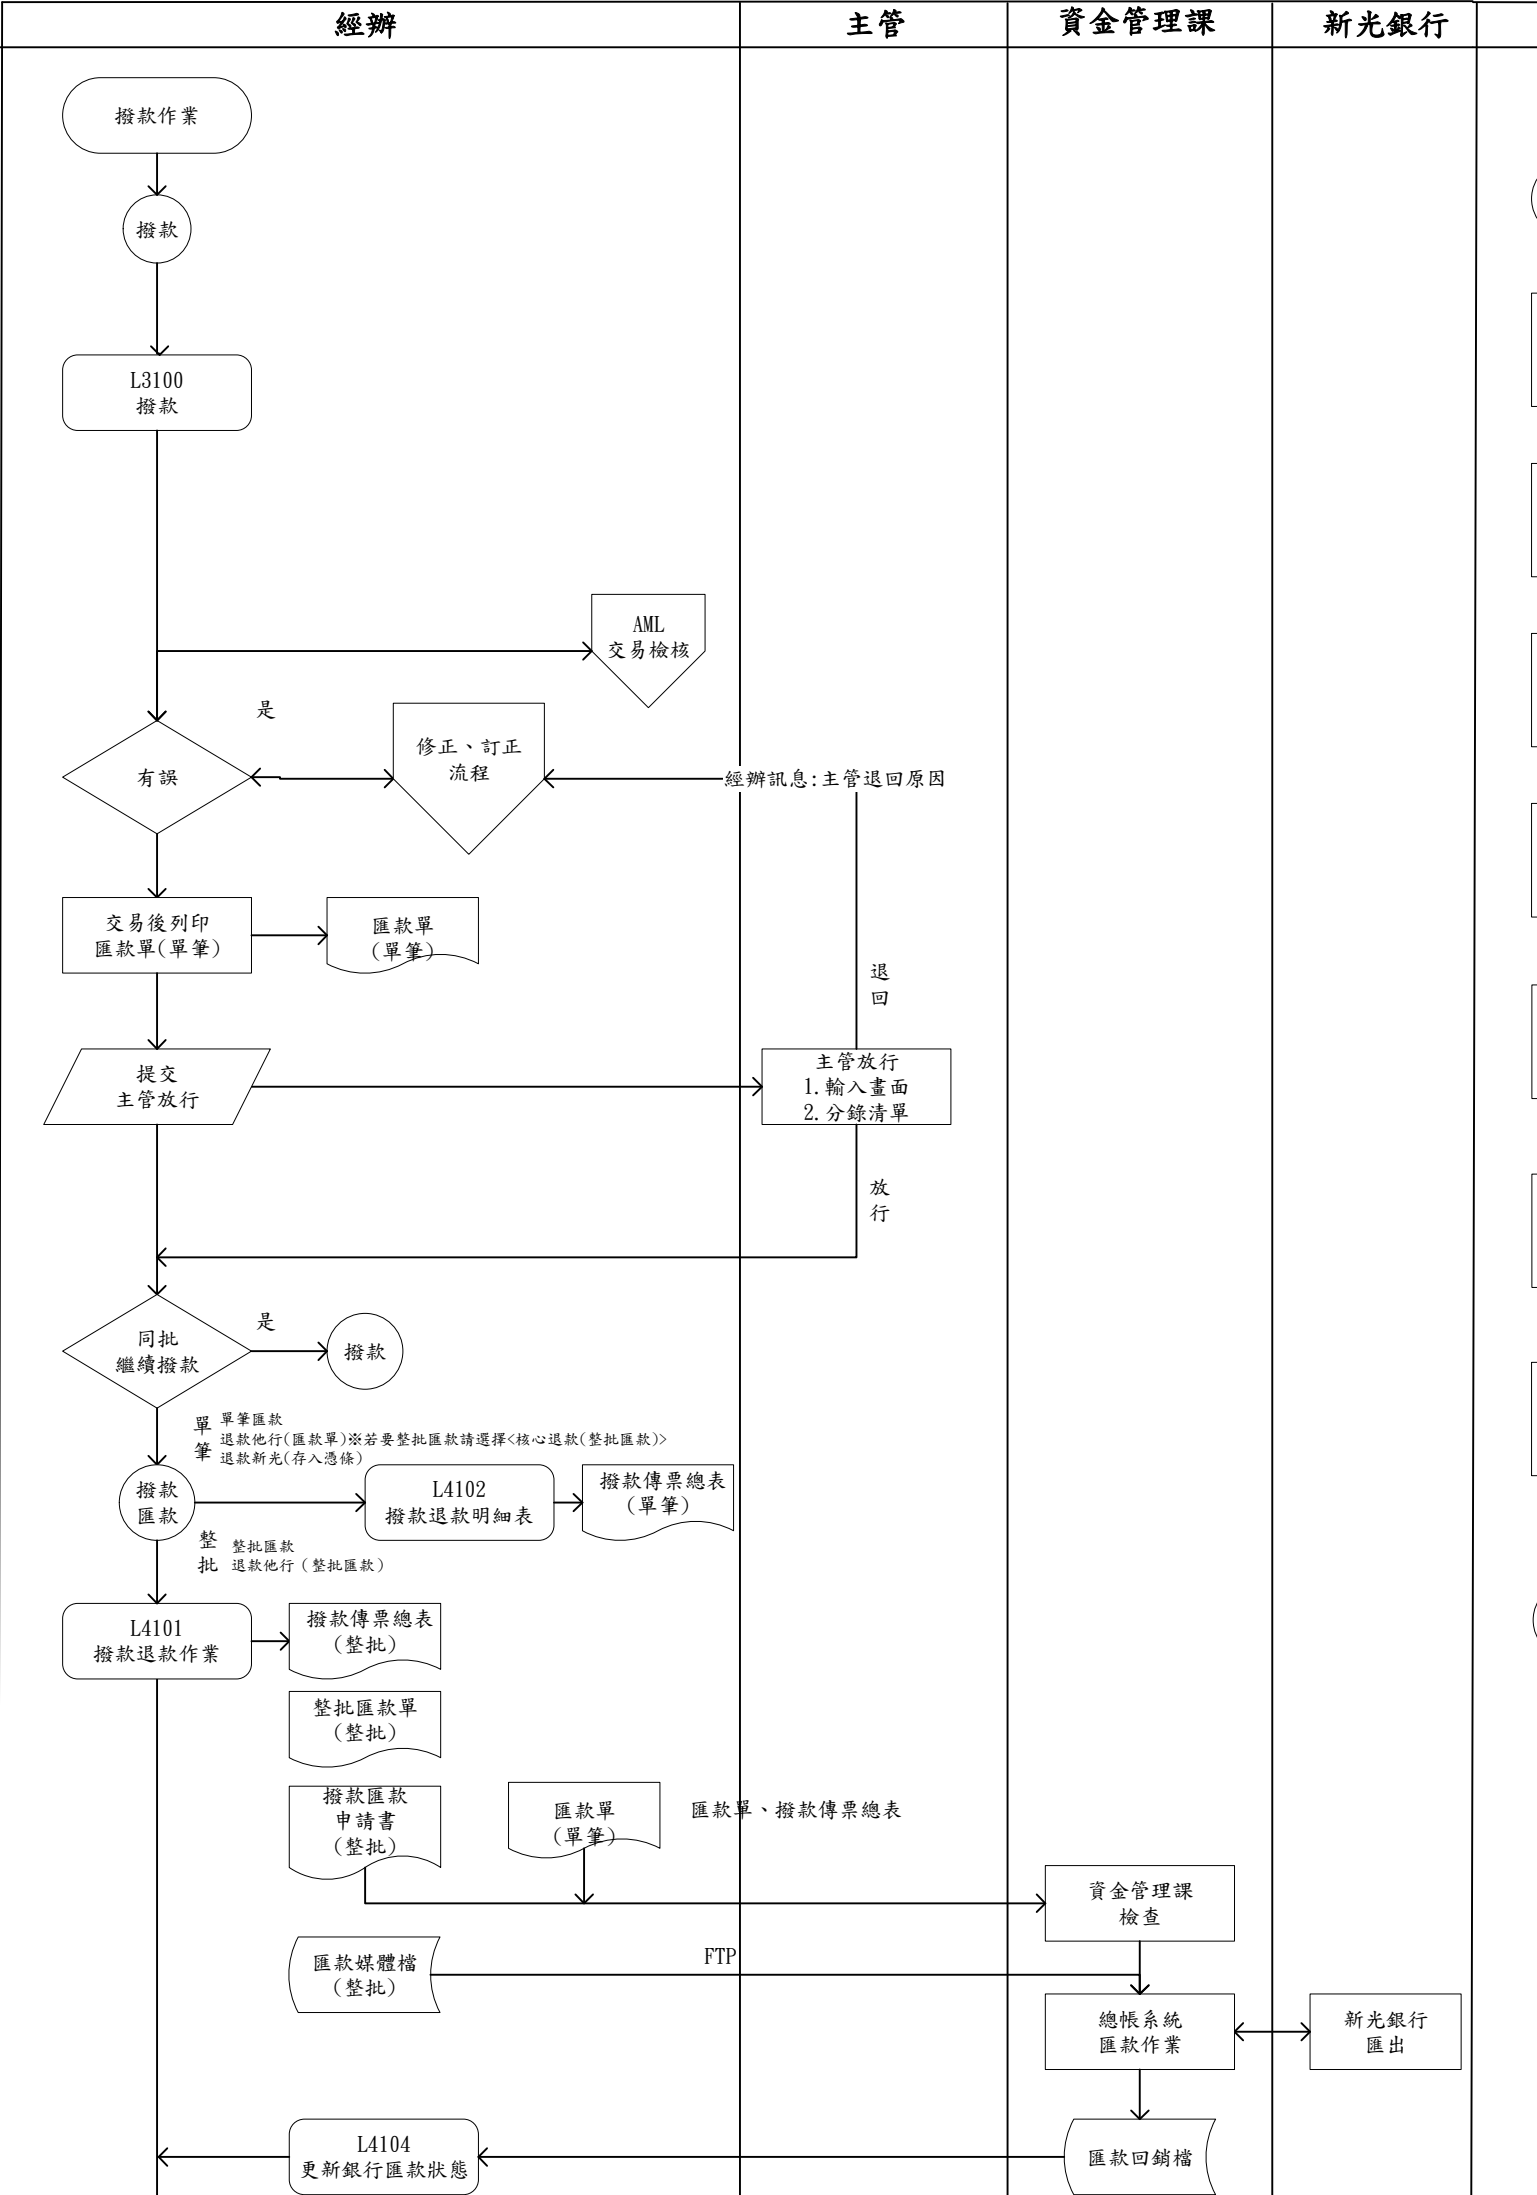 經辦
主管
資金管理課
新光銀行
撥款作業
撥款
L3100
撥款
AML
交易檢核
是
有誤
修正、訂正
流程
經辦訊息:主管退回原因
交易後列印
匯款單(單筆)
匯款單
(單筆)
退
回
提交
主管放行
主管放行
1.輸入畫面
2.分錄清單
放
行
同批
繼續撥款
是
撥款
單
筆
單筆匯款
退款他行(匯款單)※若要整批匯款請選擇<核心退款(整批匯款)>
退款新光(存入憑條)
撥款
匯款
L4102
撥款退款明細表
撥款傳票總表
(單筆)
整
批
整批匯款
退款他行(整批匯款)
L4101
撥款退款作業
撥款傳票總表
(整批)
整批匯款單
(整批)
撥款匯款
申請書
(整批)
匯款單
(單筆)
匯款單、撥款傳票總表
資金管理課
檢查
匯款媒體檔
(整批)
FTP
總帳系統
匯款作業
新光銀行
匯出
L4104
更新銀行匯款狀態
匯款回銷檔